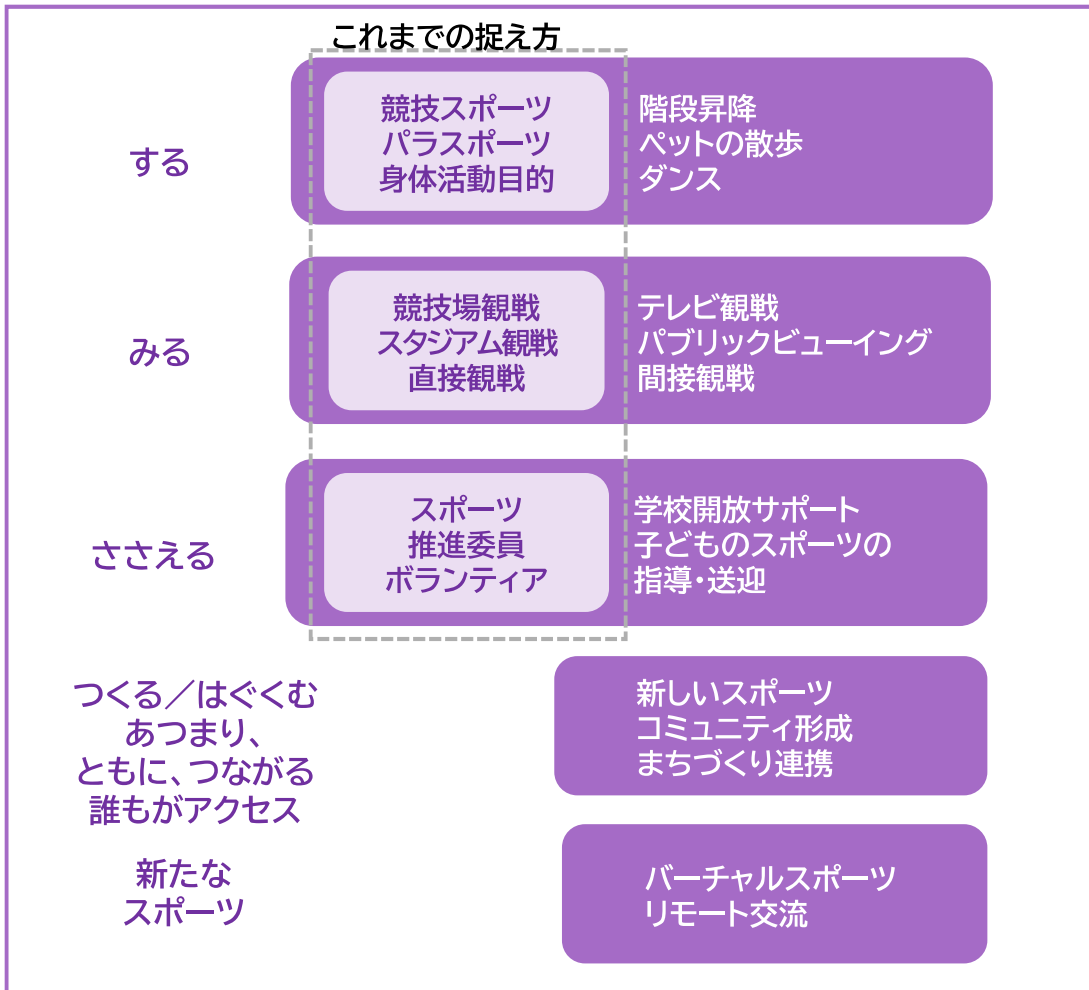 これまでの捉え方
する
競技スポーツ
パラスポーツ
身体活動目的
階段昇降
ペットの散歩
ダンス
みる
競技場観戦
スタジアム観戦
直接観戦
テレビ観戦
パブリックビューイング
間接観戦
ささえる
スポーツ
推進委員
ボランティア
学校開放サポート
子どものスポーツの
指導・送迎
つくる／はぐくむ
あつまり、
ともに、つながる
誰もがアクセス
新しいスポーツ
コミュニティ形成
まちづくり連携
新たな
スポーツ
バーチャルスポーツ
リモート交流